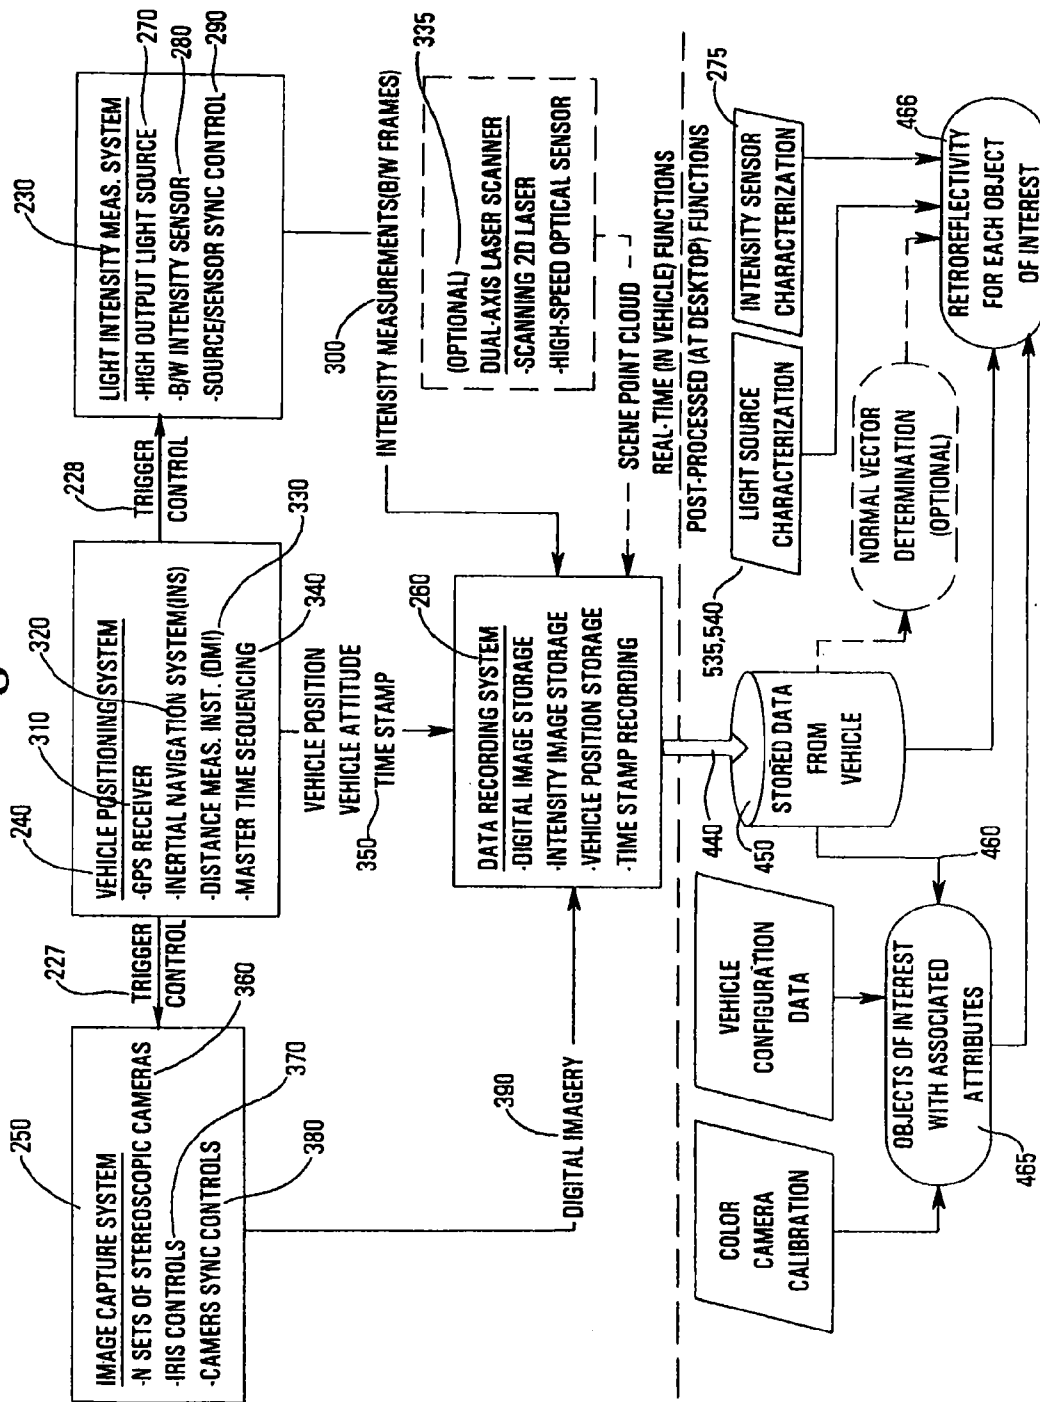 250
IMAGE CAPTURE SYSTEM
-N SETS OF STEREOSCOPIC CAMERAS
-IRIS CONTROLS
-CAMERS SYNC CONTROLS
360
370
380
227
TRIGGER
CONTROL
240
310
320
VEHICLE POSITIONING SYSTEM
-GPS RECEIVER
-INERTIAL NAVIGATION SYSTEM(INS)
-DISTANCE MEAS. INST. (DMI)
-MASTER TIME SEQUENCING
330
340
228
TRIGGER
CONTROL
230
LIGHT INTENSITY MEAS. SYSTEM
-HIGH OUTPUT LIGHT SOURCE
-B/W INTENSITY SENSOR
-SOURCE/SENSOR SYNC CONTROL
270
280
290
VEHICLE POSITION
VEHICLE ATTITUDE
TIME STAMP
350
300
INTENSITY MEASUREMENTS(B/W FRAMES)
335
(OPTIONAL)
DUAL-AXIS LASER SCANNER
-SCANNING 2D LASER
-HIGH-SPEED OPTICAL SENSOR
390
DIGITAL IMAGERY
260
DATA RECORDING SYSTEM
-DIGITAL IMAGE STORAGE
-INTENSITY IMAGE STORAGE
-VEHICLE POSITION STORAGE
-TIME STAMP RECORDING
SCENE POINT CLOUD
REAL-TIME (IN VEHICLE) FUNCTIONS
POST-PROCESSED (AT DESKTOP) FUNCTIONS
440
450
STORED DATA
FROM
VEHICLE
COLOR
CAMERA
CALIBRATION
VEHICLE
CONFIGURATION
DATA
535,540
LIGHT SOURCE
CHARACTERIZATION
275
INTENSITY SENSOR
CHARACTERIZATION
460
NORMAL VECTOR
DETERMINATION
(OPTIONAL)
OBJECTS OF INTEREST
WITH ASSOCIATED
ATTRIBUTES
465
466
RETROREFLECTIVITY
FOR EACH OBJECT
OF INTEREST